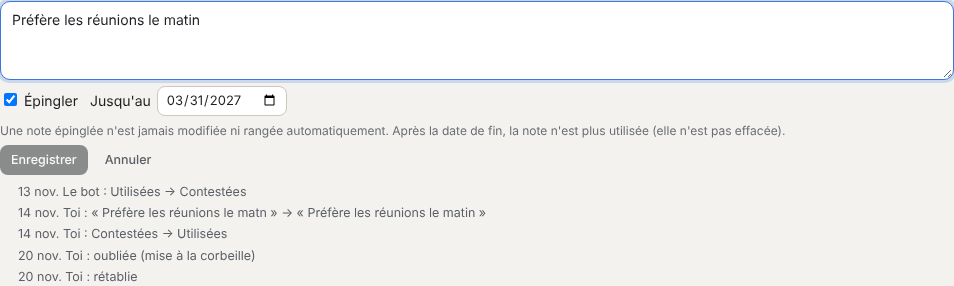 Préfère les réunions le matin
Épingler Jusqu'au 03/31/2027
Une note épinglée n'est jamais modifiée ni rangée automatiquement. Après la date de fin, la note n'est plus utilisée (elle n'est pas effacée).
Enregistrer Annuler
13 nov. Le bot : Utilisées → Contestées
14 nov. Toi : « Préfère les réunions le matn » → « Préfère les réunions le matin »
14 nov. Toi : Contestées → Utilisées
20 nov. Toi : oubliée (mise à la corbeille)
20 nov. Toi : rétablie